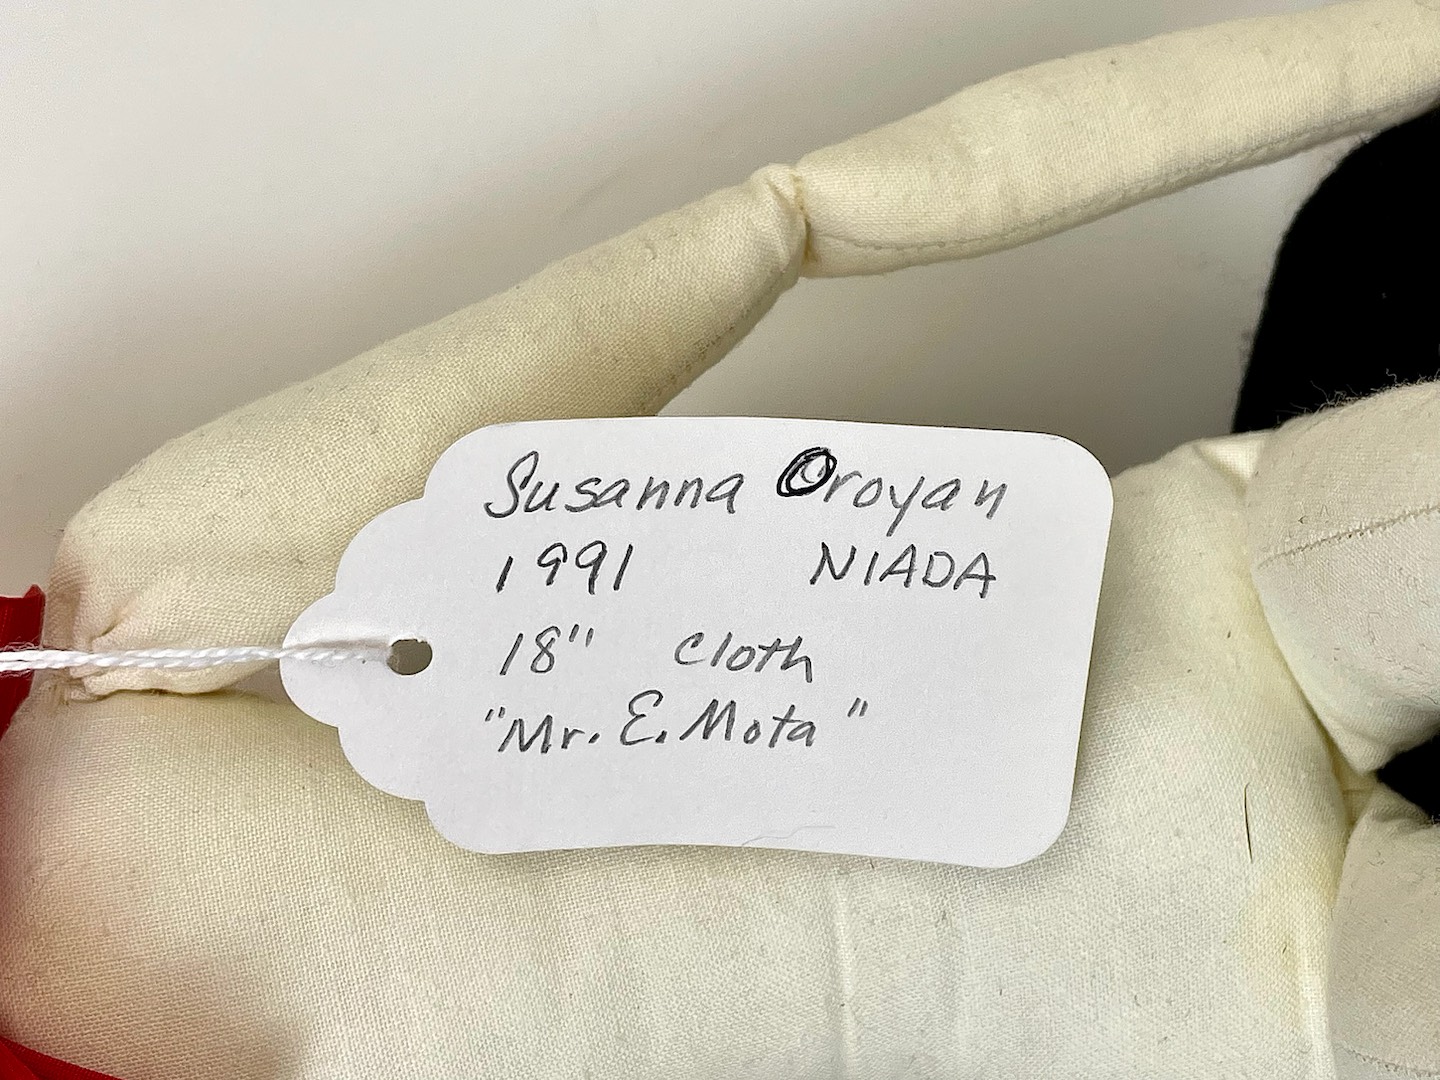 Susanna Oroyan
1991 NIADA
18" Cloth
"Mr. E. Mota"